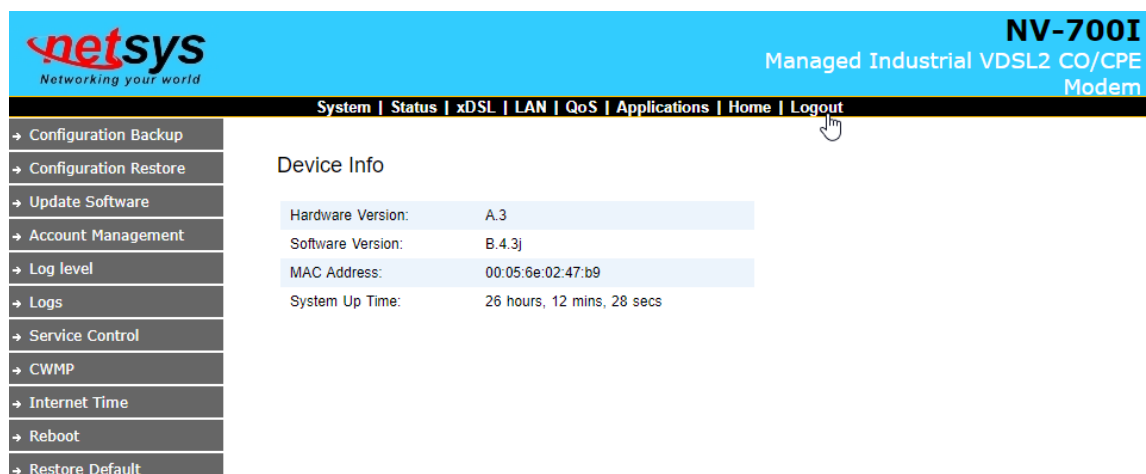 netsys
Networking your world
NV-700I
Managed Industrial VDSL2 CO/CPE
Modem
System | Status | xDSL | LAN | QoS | Applications | Home | Logout
Configuration Backup
Configuration Restore
Update Software
Account Management
Log level
Logs
Service Control
CWMP
Internet Time
Reboot
Restore Default
Device Info
Hardware Version: A.3
Software Version: B.4.3j
MAC Address: 00:05:6e:02:47:b9
System Up Time: 26 hours, 12 mins, 28 secs